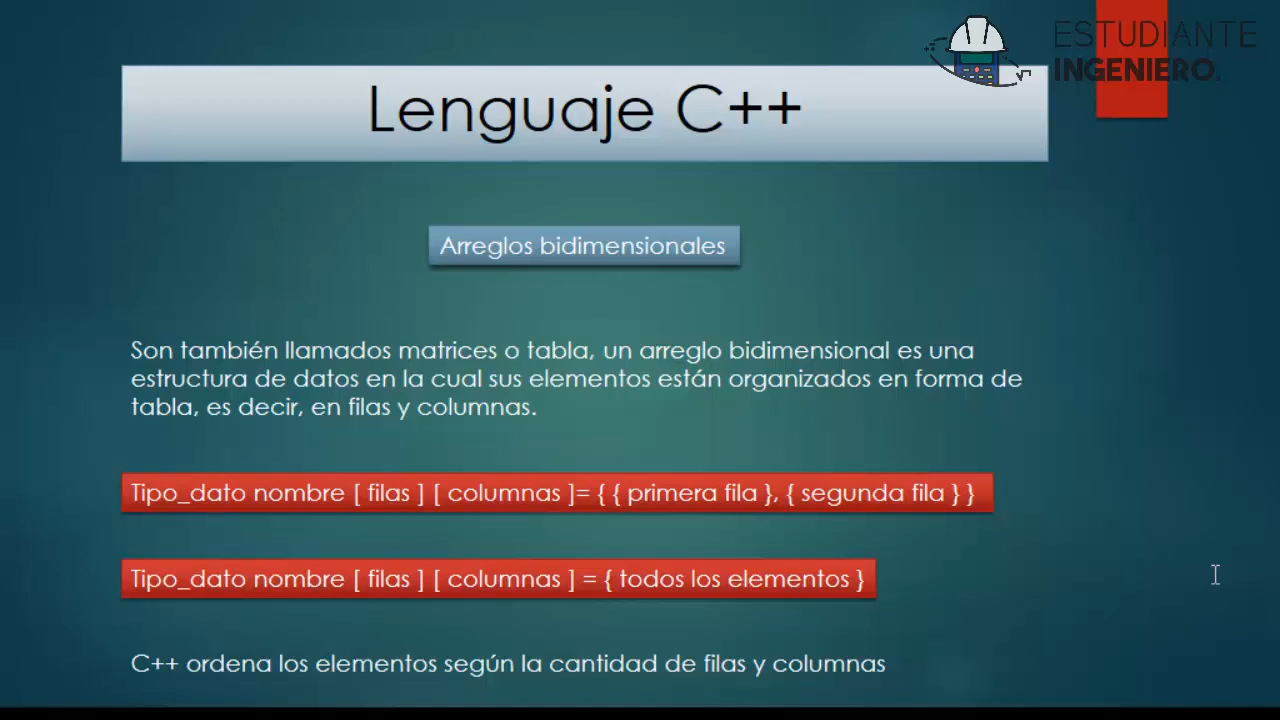 ESTUDIANTE
INGENIERO.
Lenguaje C++
Arreglos bidimensionales
Son también llamados matrices o tabla, un arreglo bidimensional es una
estructura de datos en la cual sus elementos están organizados en forma de
tabla, es decir, en filas y columnas.
Tipo_dato nombre [ filas ] [ columnas ]= { { primera fila }, { segunda fila } }
Tipo_dato nombre [ filas ] [ columnas ] = { todos los elementos }
C++ ordena los elementos según la cantidad de filas y columnas